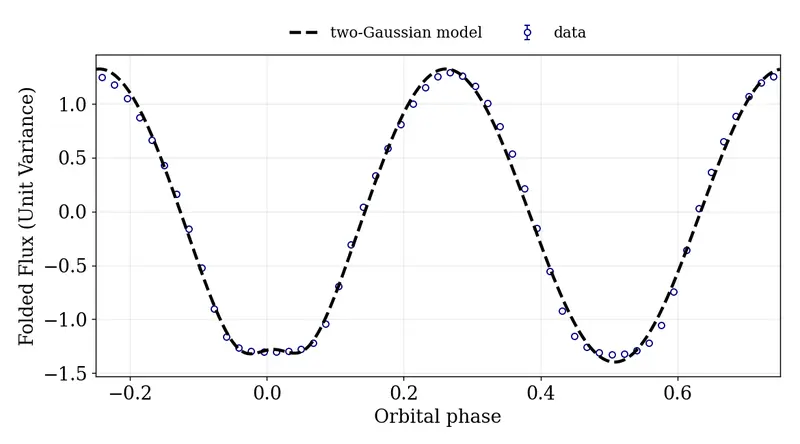 two-Gaussian model data
1.0
0.5
0.0
−0.5
−1.0
−1.5
Folded Flux (Unit Variance)
−0.2 0.0 0.2 0.4 0.6
Orbital phase